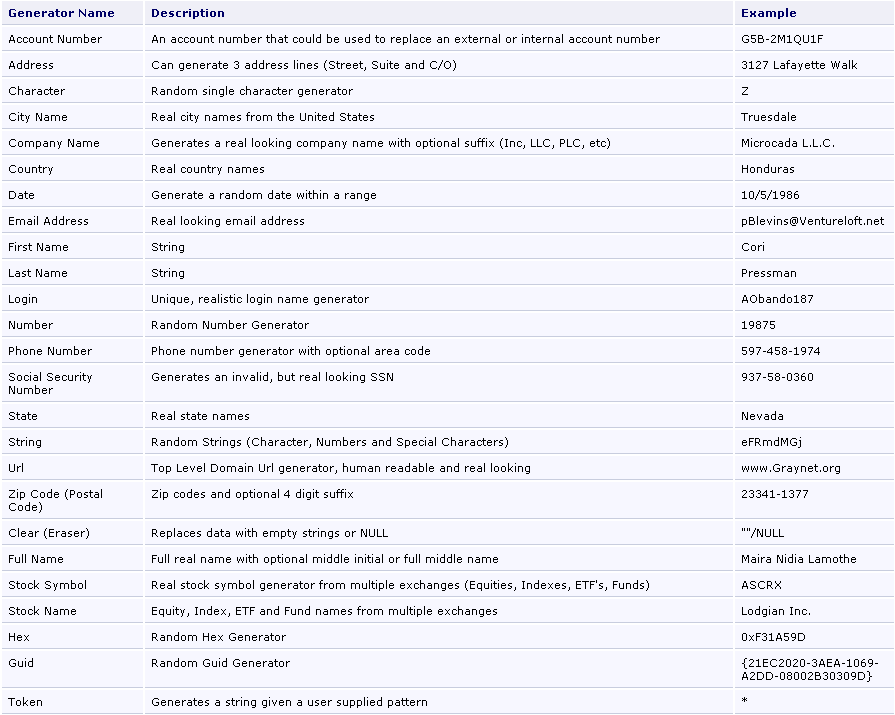 Generator Name Description Example
Account Number An account number that could be used to replace an external or internal account number G5B-2M1QU1F
Address Can generate 3 address lines (Street, Suite and C/O) 3127 Lafayette Walk
Character Random single character generator Z
City Name Real city names from the United States Truesdale
Company Name Generates a real looking company name with optional suffix (Inc, LLC, PLC, etc) Microcada L.L.C.
Country Real country names Honduras
Date Generate a random date within a range 10/5/1986
Email Address Real looking email address pBlevins@Ventureloft.net
First Name String Cori
Last Name String Pressman
Login Unique, realistic login name generator AObando187
Number Random Number Generator 19875
Phone Number Phone number generator with optional area code 597-458-1974
Social Security Generates an invalid, but real looking SSN 937-58-0360
Number
State Real state names Nevada
String Random Strings (Character, Numbers and Special Characters) eFRmdMGj
Url Top Level Domain Url generator, human readable and real looking www.Graynet.org
Zip Code (Postal Zip codes and optional 4 digit suffix 23341-1377
Code)
Clear (Eraser) Replaces data with empty strings or NULL ""/NULL
Full Name Full real name with optional middle initial or full middle name Maira Nidia Lamothe
Stock Symbol Real stock symbol generator from multiple exchanges (Equities, Indexes, ETF's, Funds) ASCRX
Stock Name Equity, Index, ETF and Fund names from multiple exchanges Lodgian Inc.
Hex Random Hex Generator 0xF31A59D
Guid Random Guid Generator {21EC2020-3AEA-1069-
A2DD-08002B30309D}
Token Generates a string given a user supplied pattern *